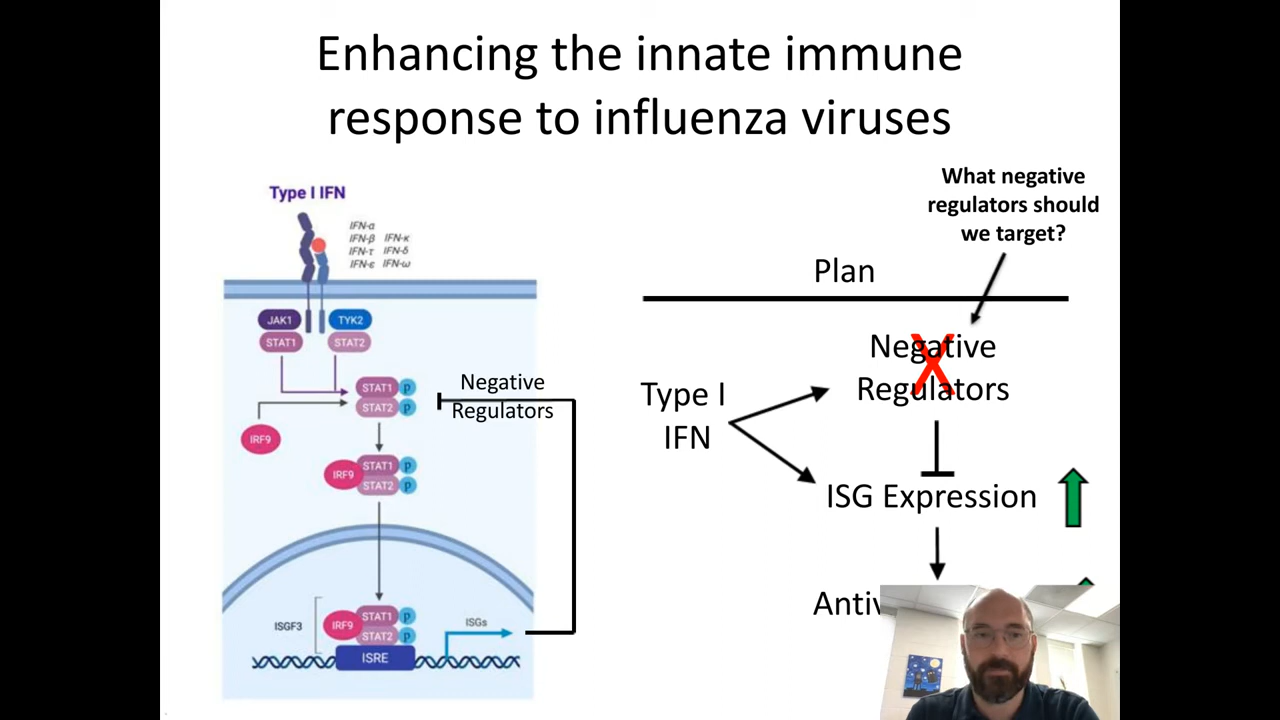 Enhancing the innate immune
response to influenza viruses
Type I IFN
IFN-α
IFN-β IFN-κ
IFN-τ IFN-δ
IFN-ε IFN-ω
JAK1
TYK2
STAT1
STAT2
STAT1 P
STAT2 P
IRF9
Negative
Regulators
IRF9
STAT1 P
STAT2 P
ISGF3
IRF9
STAT1 P
STAT2 P
ISRE
ISGs
What negative
regulators should
we target?
Plan
Negative
Regulators
X
Type I
IFN
ISG Expression